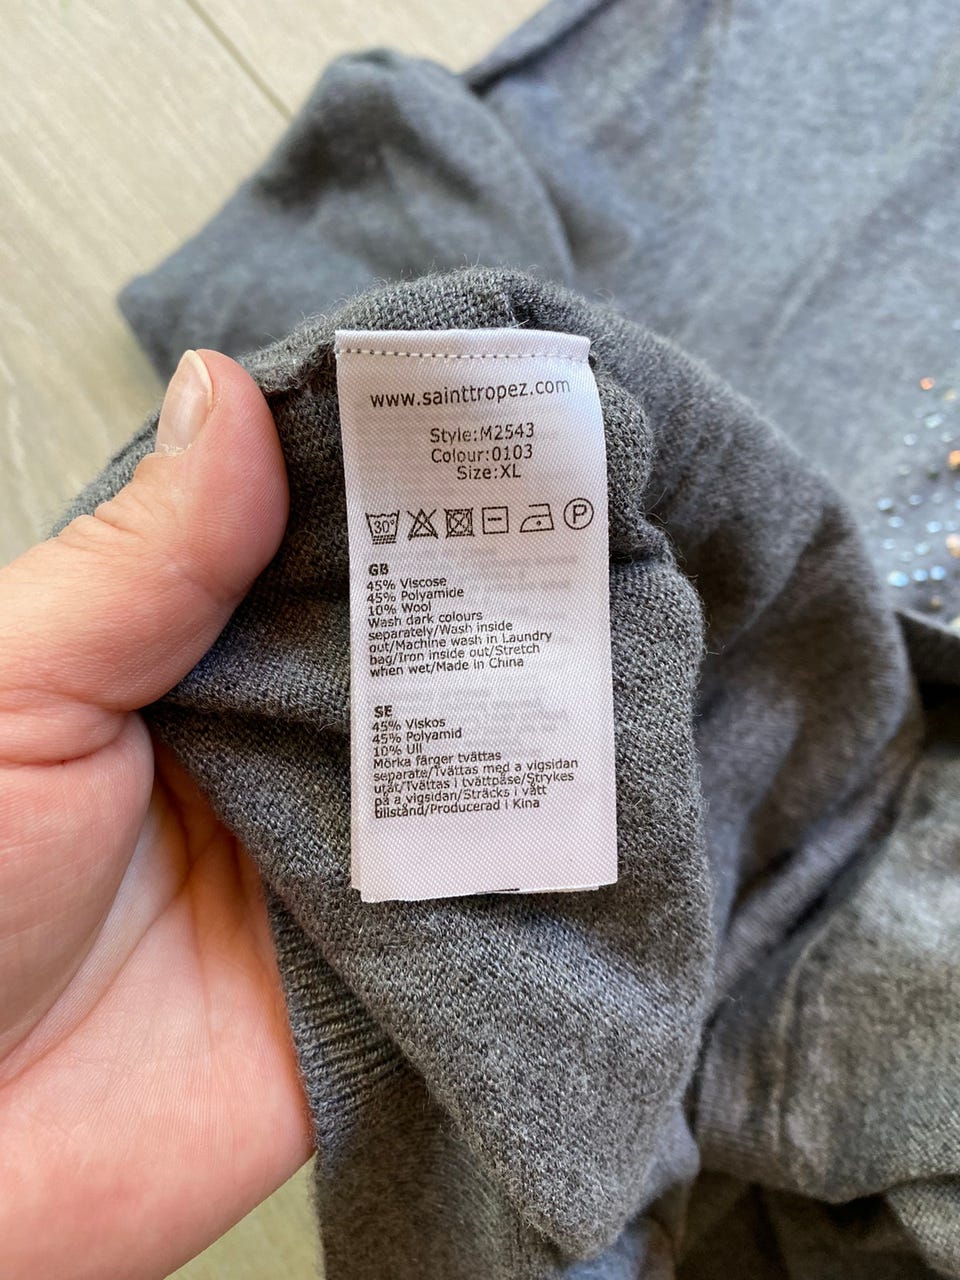 www.sainttropez.com
Style:M2543
Colour:0103
Size:XL
30° P
GB
45% Viscose
45% Polyamide
10% Wool
Wash dark colours
separately/Wash inside
out/Machine wash in Laundry
bag/Iron inside out/Stretch
when wet/Made in China
SE
45% Viskos
45% Polyamid
10% Ull
Mörka färger tvättas
separate/Tvättas med a vigsidan
utåt/Tvättas i tvättpåse/Strykes
på a vigsidan/Sträcks i vått
tillstånd/Producerad i Kina